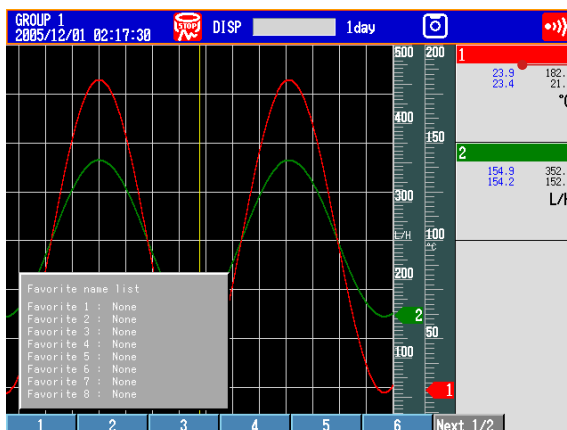 GROUP 1
2005/12/01 02:17:30
STOP
DISP
1day
500 200
400
150
300
L/H 100
°C
200
2
50
100
1
1
23.9 182.
23.4 21.
2
154.9 352.
154.2 152.
Favorite name list
Favorite 1 : None
Favorite 2 : None
Favorite 3 : None
Favorite 4 : None
Favorite 5 : None
Favorite 6 : None
Favorite 7 : None
Favorite 8 : None
1 2 3 4 5 6 Next 1/2